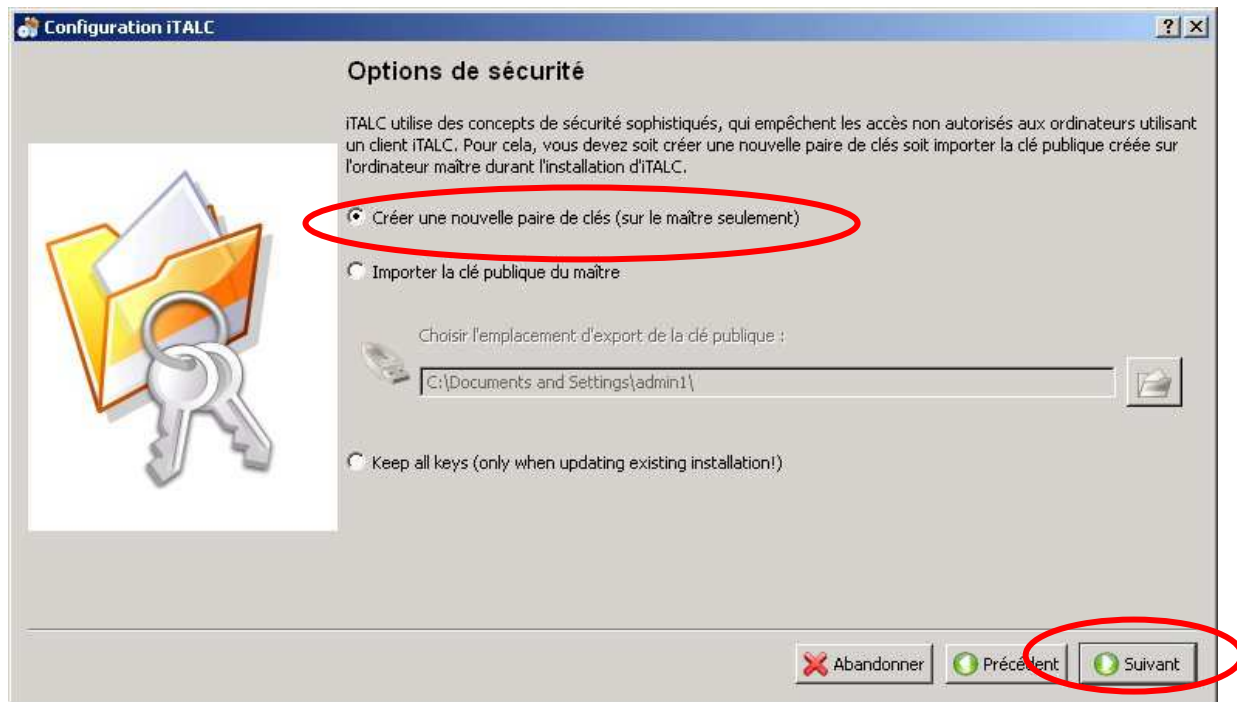 Configuration iTALC
Options de sécurité
iTALC utilise des concepts de sécurité sophistiqués, qui empêchent les accès non autorisés aux ordinateurs utilisant
un client iTALC. Pour cela, vous devez soit créer une nouvelle paire de clés soit importer la clé publique créée sur
l'ordinateur maître durant l'installation d'iTALC.
Créer une nouvelle paire de clés (sur le maître seulement)
Importer la clé publique du maître
Choisir l'emplacement d'export de la clé publique :
C:\Documents and Settings\admin1\
Keep all keys (only when updating existing installation!)
Abandonner Précédent Suivant